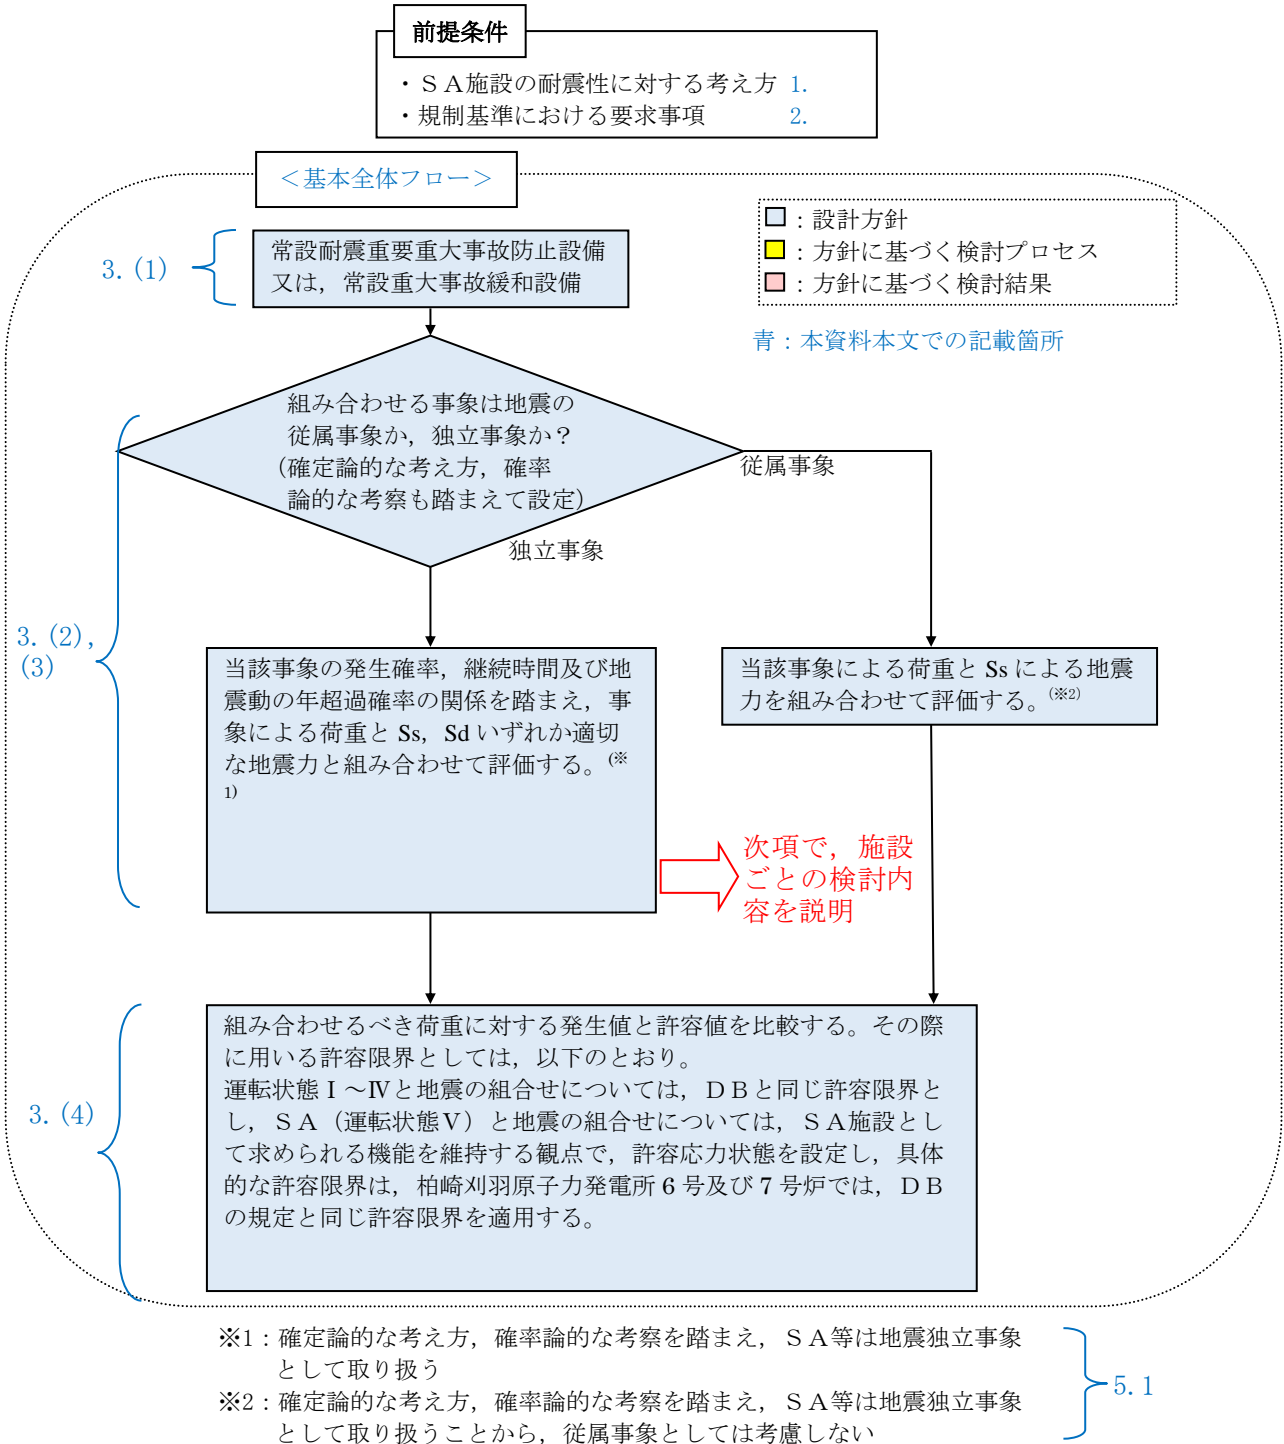 前提条件
・ＳＡ施設の耐震性に対する考え方 1.
・規制基準における要求事項 2.
＜基本全体フロー＞
：設計方針
：方針に基づく検討プロセス
：方針に基づく検討結果
青：本資料本文での記載箇所
3. (1)
常設耐震重要重大事故防止設備
又は，常設重大事故緩和設備
組み合わせる事象は地震の
従属事象か，独立事象か？
（確定論的な考え方，確率
論的な考察も踏まえて設定）
従属事象
独立事象
3. (2),
(3)
当該事象の発生確率，継続時間及び地
震動の年超過確率の関係を踏まえ，事
象による荷重と Ss，Sd いずれか適切
な地震力と組み合わせて評価する。(※
1)
当該事象による荷重と Ss による地震
力を組み合わせて評価する。(※2)
次項で，施設
ごとの検討内
容を説明
3. (4)
組み合わせるべき荷重に対する発生値と許容値を比較する。その際
に用いる許容限界としては，以下のとおり。
運転状態Ⅰ～Ⅳと地震の組合せについては，ＤＢと同じ許容限界と
し，ＳＡ（運転状態Ⅴ）と地震の組合せについては，ＳＡ施設とし
て求められる機能を維持する観点で，許容応力状態を設定し，具体
的な許容限界は，柏崎刈羽原子力発電所 6 号及び 7 号炉では，ＤＢ
の規定と同じ許容限界を適用する。
※1：確定論的な考え方，確率論的な考察を踏まえ，ＳＡ等は地震独立事象
として取り扱う
※2：確定論的な考え方，確率論的な考察を踏まえ，ＳＡ等は地震独立事象
として取り扱うことから，従属事象としては考慮しない
5. 1